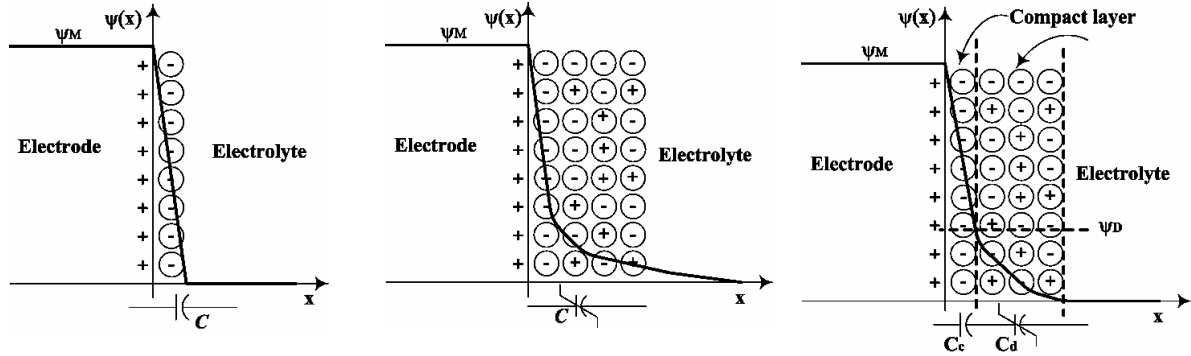 ψ(x)
ψM
Electrode
Electrolyte
x
C
ψ(x)
ψM
Electrode
Electrolyte
x
C
ψ(x)
Compact layer
ψM
Electrode
Electrolyte
ψD
x
Cc
Cd